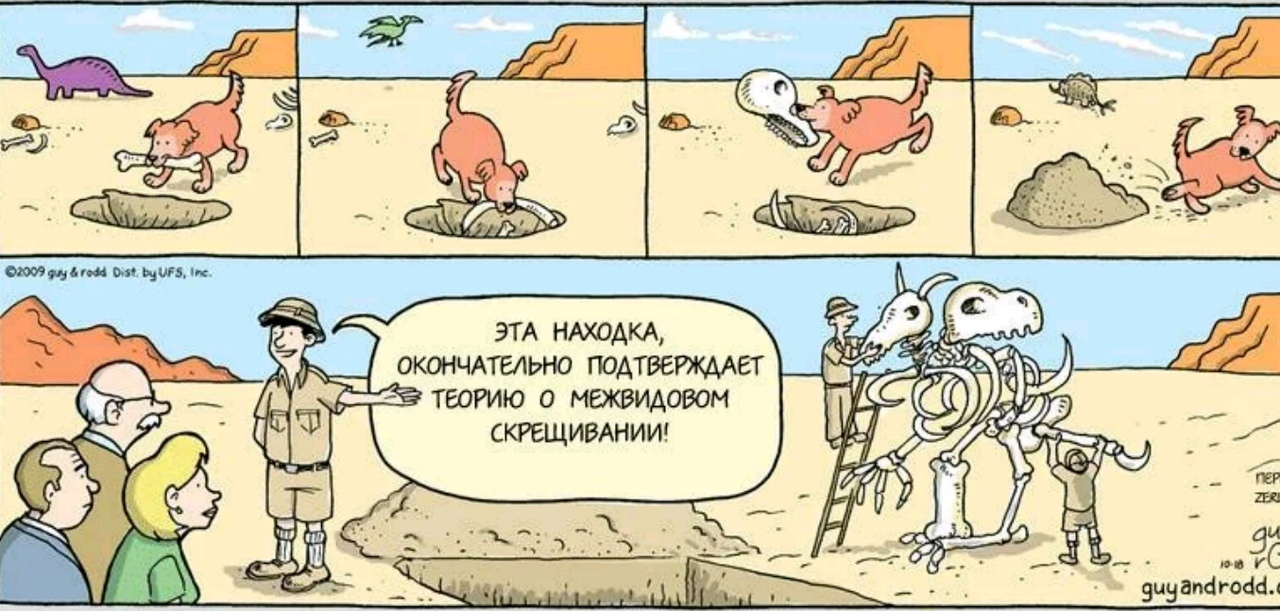 ©2009 guy & rodd Dist. by UFS, Inc.
ЭТА НАХОДКА,
ОКОНЧАТЕЛЬНО ПОДТВЕРЖДАЕТ
ТЕОРИЮ О МЕЖВИДОВОМ
СКРЕЩИВАНИИ!
10-18
guyandrodd.